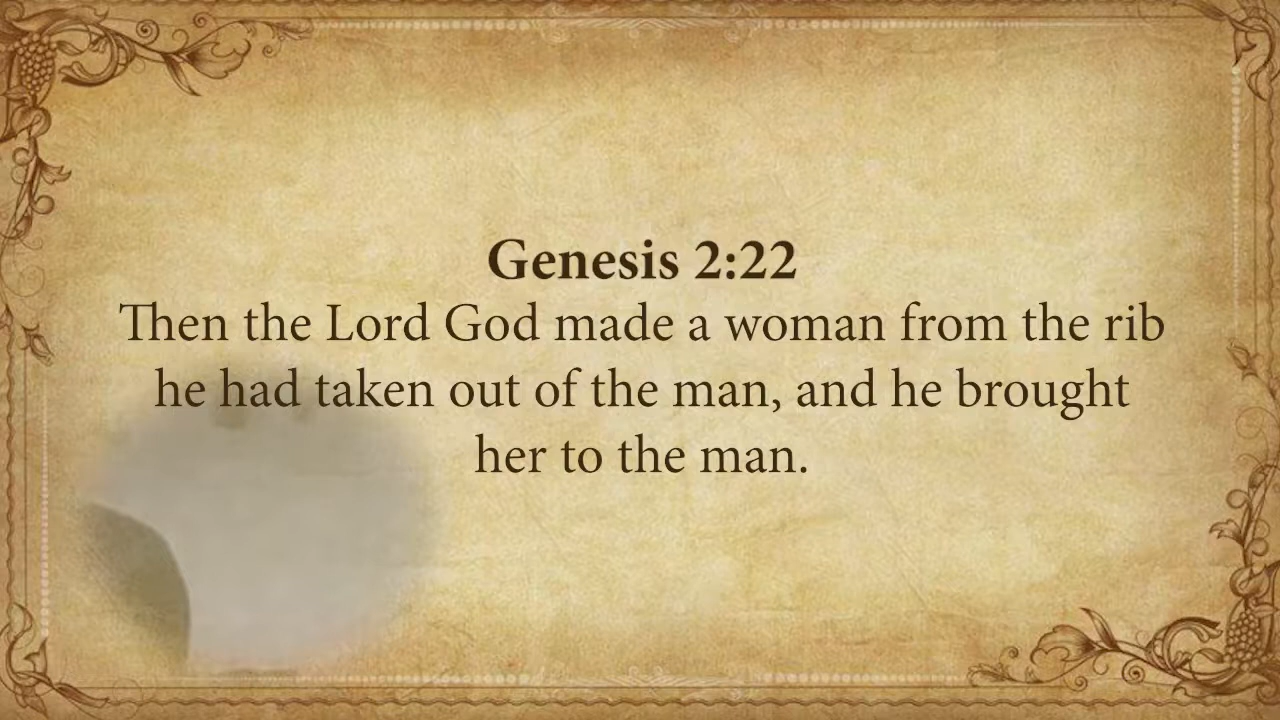 Genesis 2:22
Then the Lord God made a woman from the rib
he had taken out of the man, and he brought
her to the man.